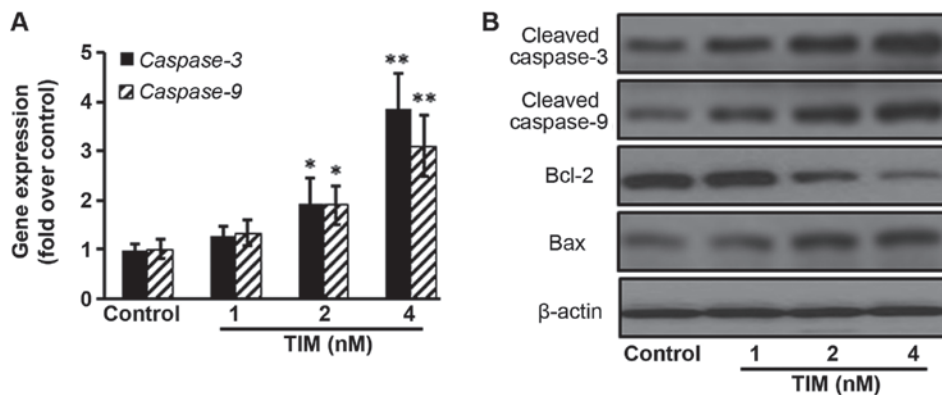 A
Gene expression
(fold over control)
5
4
3
2
1
0
Caspase-3
Caspase-9
*
*
**
**
Control
1
2
4
TIM (nM)
B
Cleaved
caspase-3
Cleaved
caspase-9
Bcl-2
Bax
β-actin
Control
1
2
4
TIM (nM)